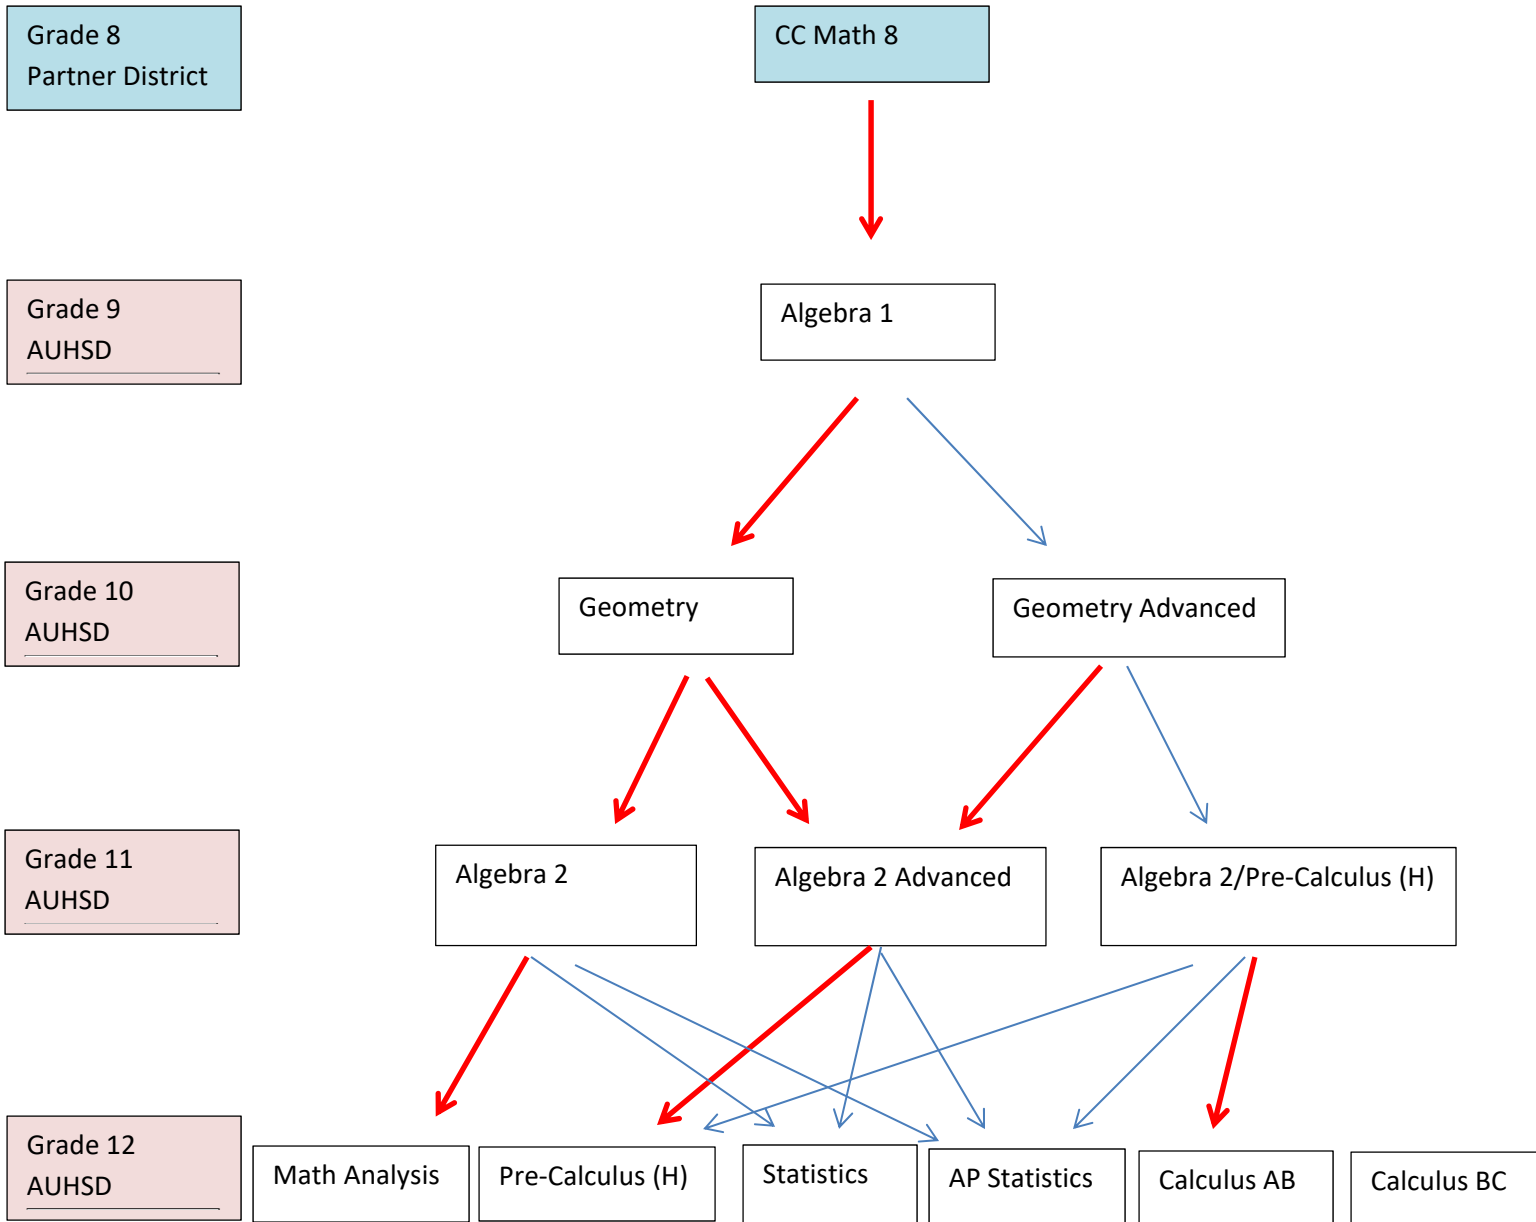 Grade 8
Partner District
CC Math 8
Grade 9
AUHSD
Algebra 1
Grade 10
AUHSD
Geometry
Geometry Advanced
Grade 11
AUHSD
Algebra 2
Algebra 2 Advanced
Algebra 2/Pre-Calculus (H)
Grade 12
AUHSD
Math Analysis
Pre-Calculus (H)
Statistics
AP Statistics
Calculus AB
Calculus BC